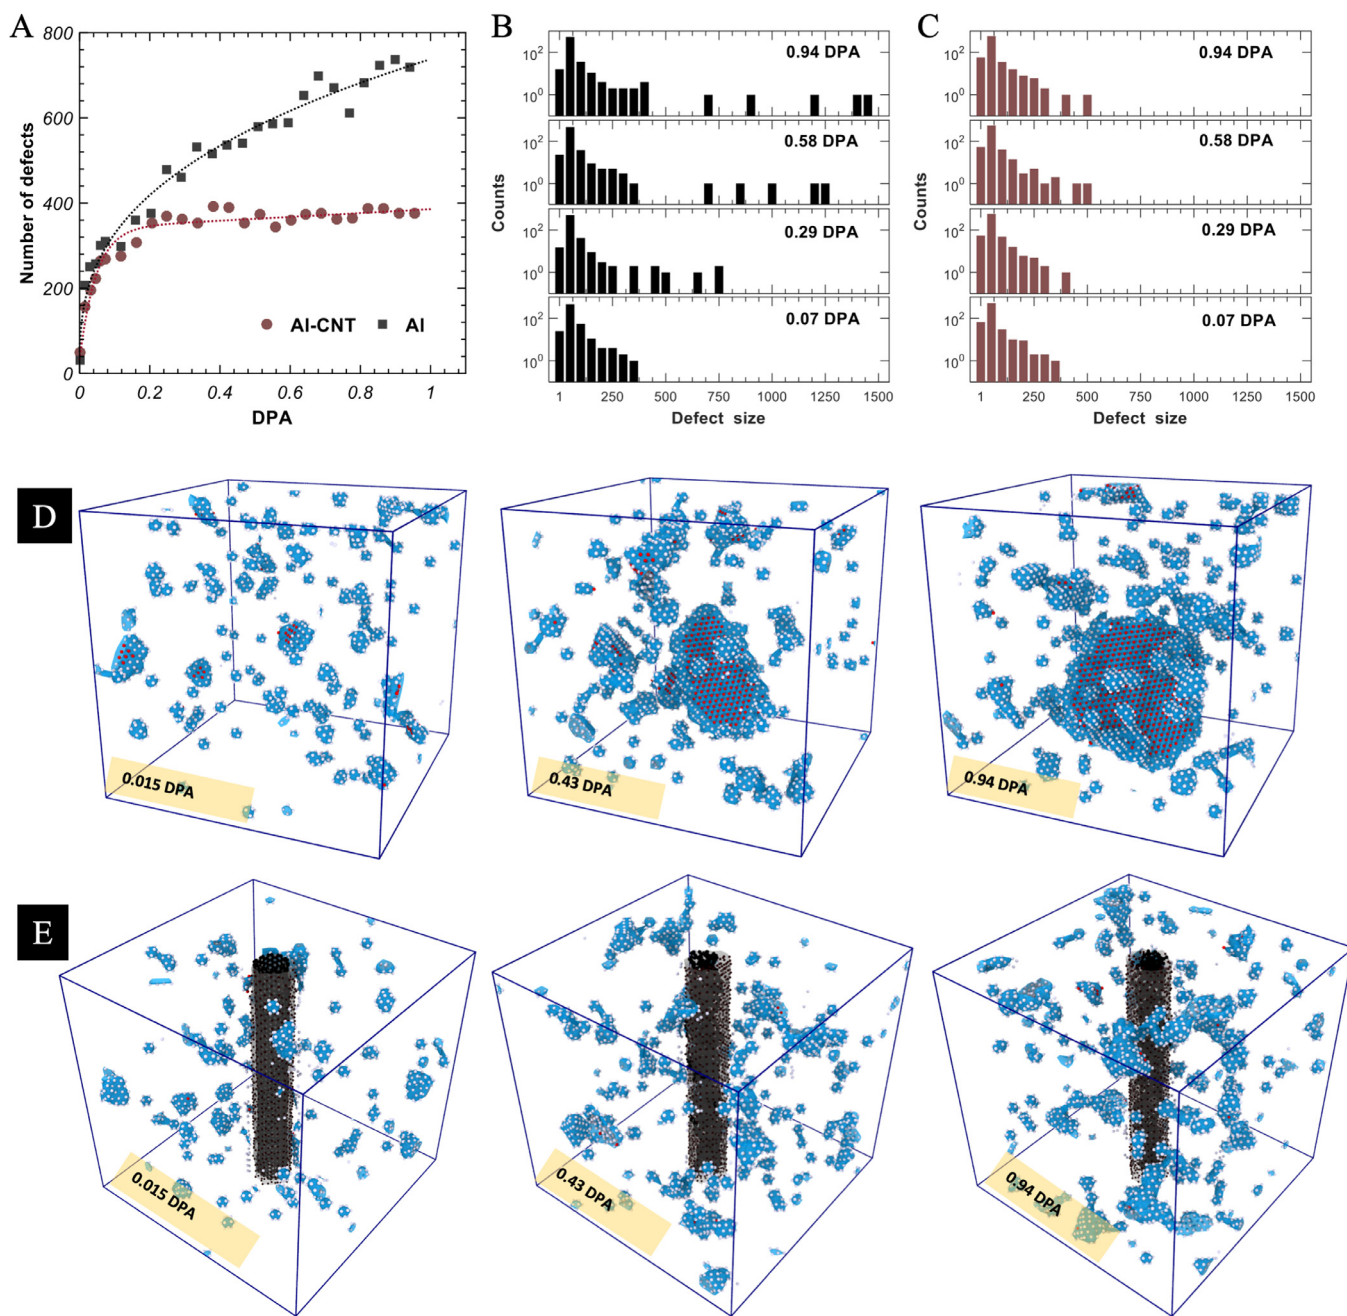 A
800
600
400
200
0
Number of defects
Al-CNT Al
0 0.2 0.4 0.6 0.8 1
DPA
B
0.94 DPA
10² 
10⁰
0.58 DPA
10²
10⁰
0.29 DPA
10²
10⁰
0.07 DPA
10²
10⁰
Counts
1 250 500 750 1000 1250 1500
Defect size
C
0.94 DPA
10²
10⁰
0.58 DPA
10²
10⁰
0.29 DPA
10²
10⁰
0.07 DPA
10²
10⁰
Counts
1 250 500 750 1000 1250 1500
Defect size
D
0.015 DPA
0.43 DPA
0.94 DPA
E
0.015 DPA
0.43 DPA
0.94 DPA